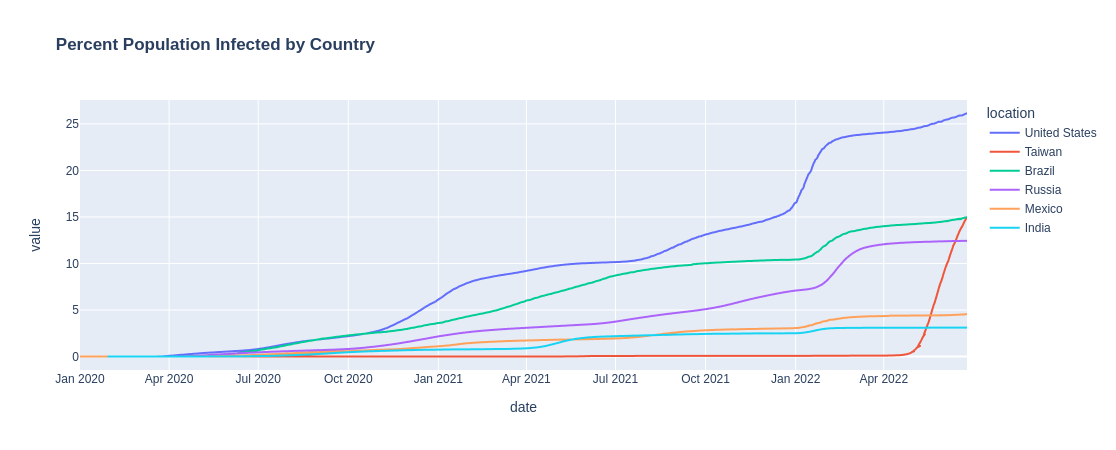 Percent Population Infected by Country
location
United States
Taiwan
Brazil
Russia
Mexico
India
value
25
20
15
10
5
0
Jan 2020
Apr 2020
Jul 2020
Oct 2020
Jan 2021
Apr 2021
Jul 2021
Oct 2021
Jan 2022
Apr 2022
date